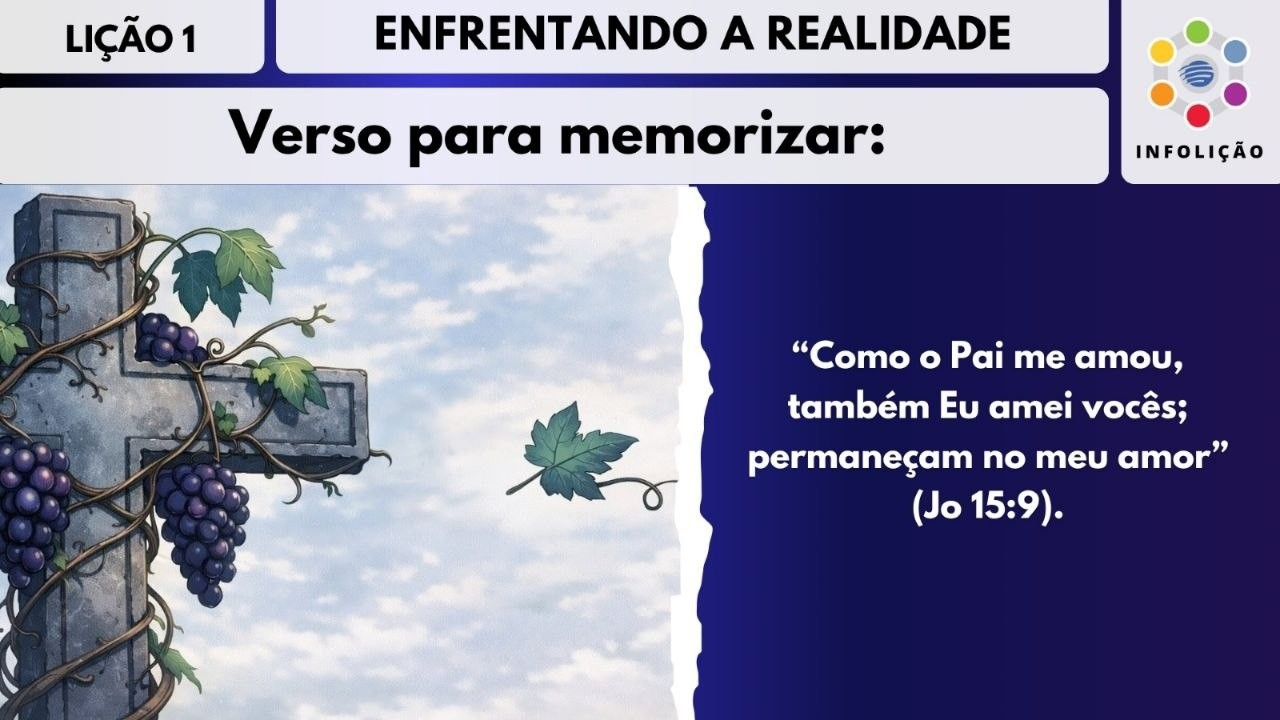 LIÇÃO 1
ENFRENTANDO A REALIDADE
INFOLIÇÃO
Verso para memorizar:
“Como o Pai me amou,
também Eu amei vocês;
permaneçam no meu amor”
(Jo 15:9).